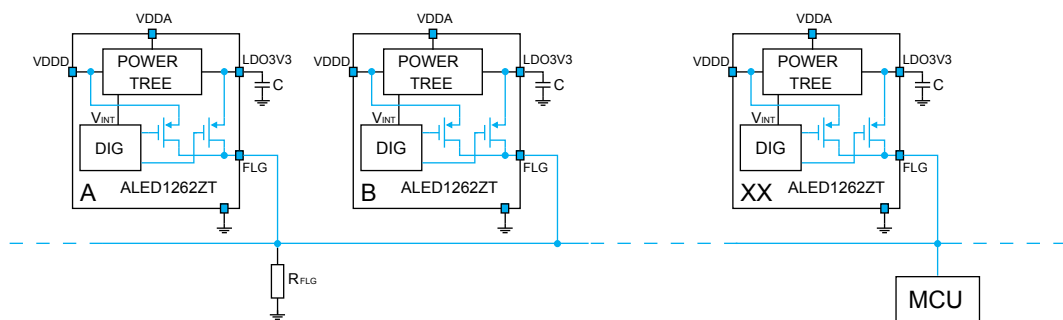 VDDA
VDDD
POWER
TREE
LDO3V3
C
VINT
DIG
FLG
A
ALED1262ZT
VDDA
VDDD
POWER
TREE
LDO3V3
C
VINT
DIG
FLG
B
ALED1262ZT
VDDA
VDDD
POWER
TREE
LDO3V3
C
VINT
DIG
FLG
XX
ALED1262ZT
RFLG
MCU